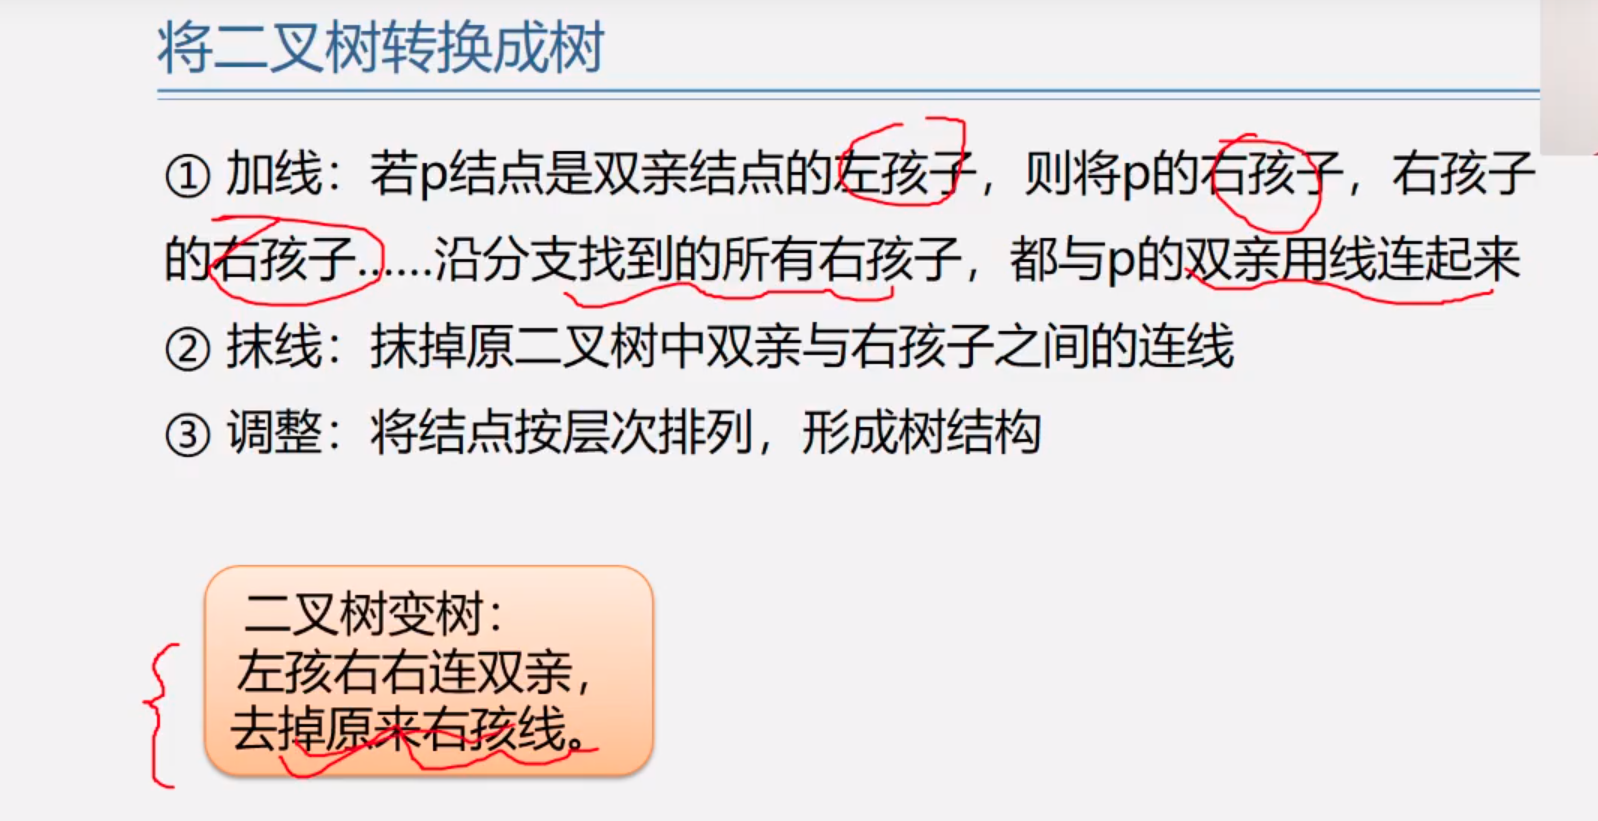 将二叉树转换成树
① 加线：若p结点是双亲结点的左孩子，则将p的右孩子，右孩子
的右孩子……沿分支找到的所有右孩子，都与p的双亲用线连起来
② 抹线：抹掉原二叉树中双亲与右孩子之间的连线
③ 调整：将结点按层次排列，形成树结构
二叉树变树：
左孩右右连双亲，
去掉原来右孩线。